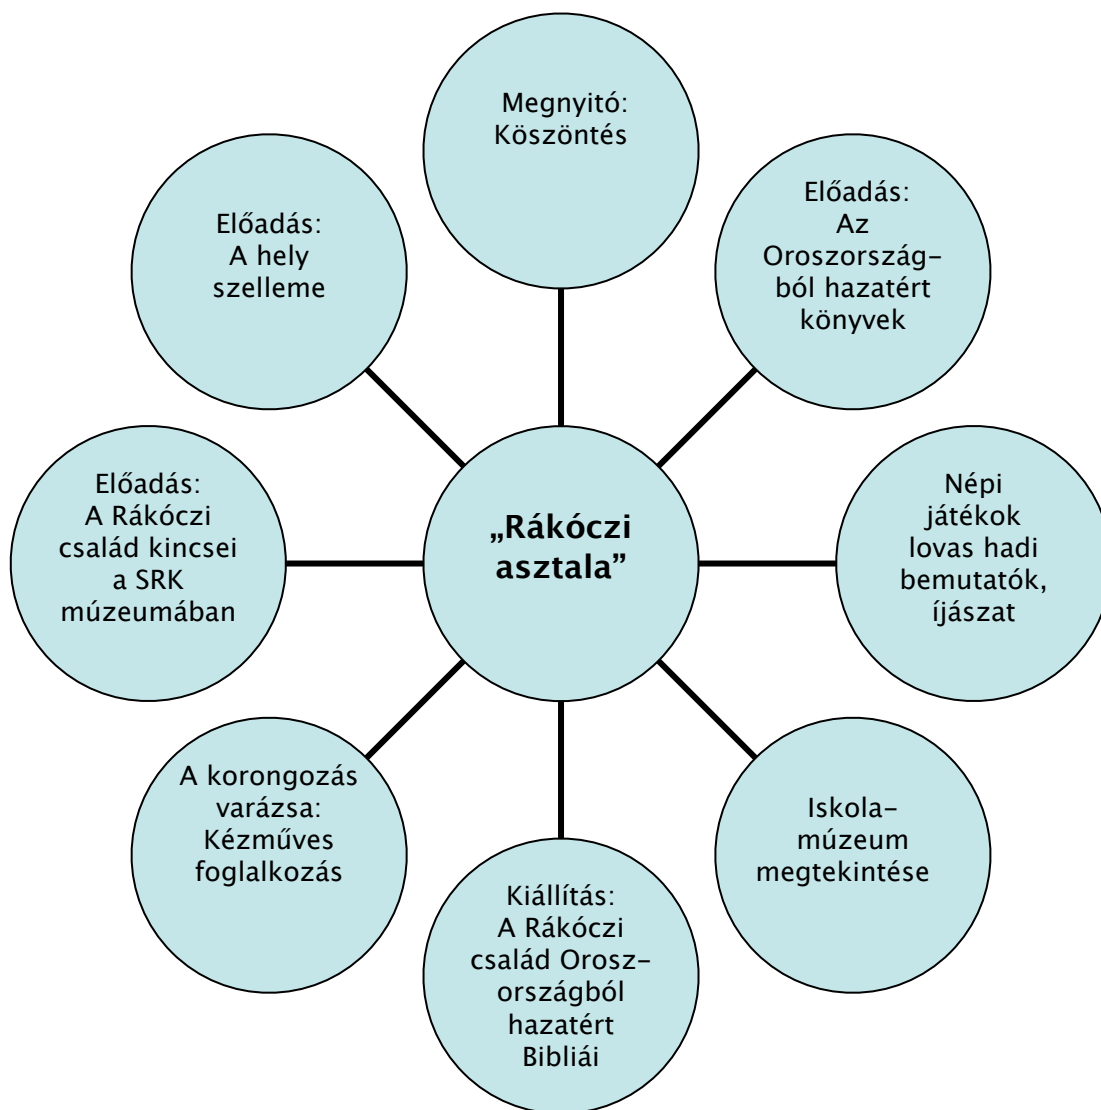 Megnyitó:
Köszöntés
Előadás:
Az
Oroszország-
ból hazatért
könyvek
Népi
játékok
lovas hadi
bemutatók,
íjászat
Iskola-
múzeum
megtekintése
Kiállítás:
A Rákóczi
család Orosz-
országból
hazatért
Bibliái
A korongozás
varázsa:
Kézműves
foglalkozás
Előadás:
A Rákóczi
család kincsei
a SRK
múzeumában
Előadás:
A hely
szelleme
„Rákóczi
asztala”